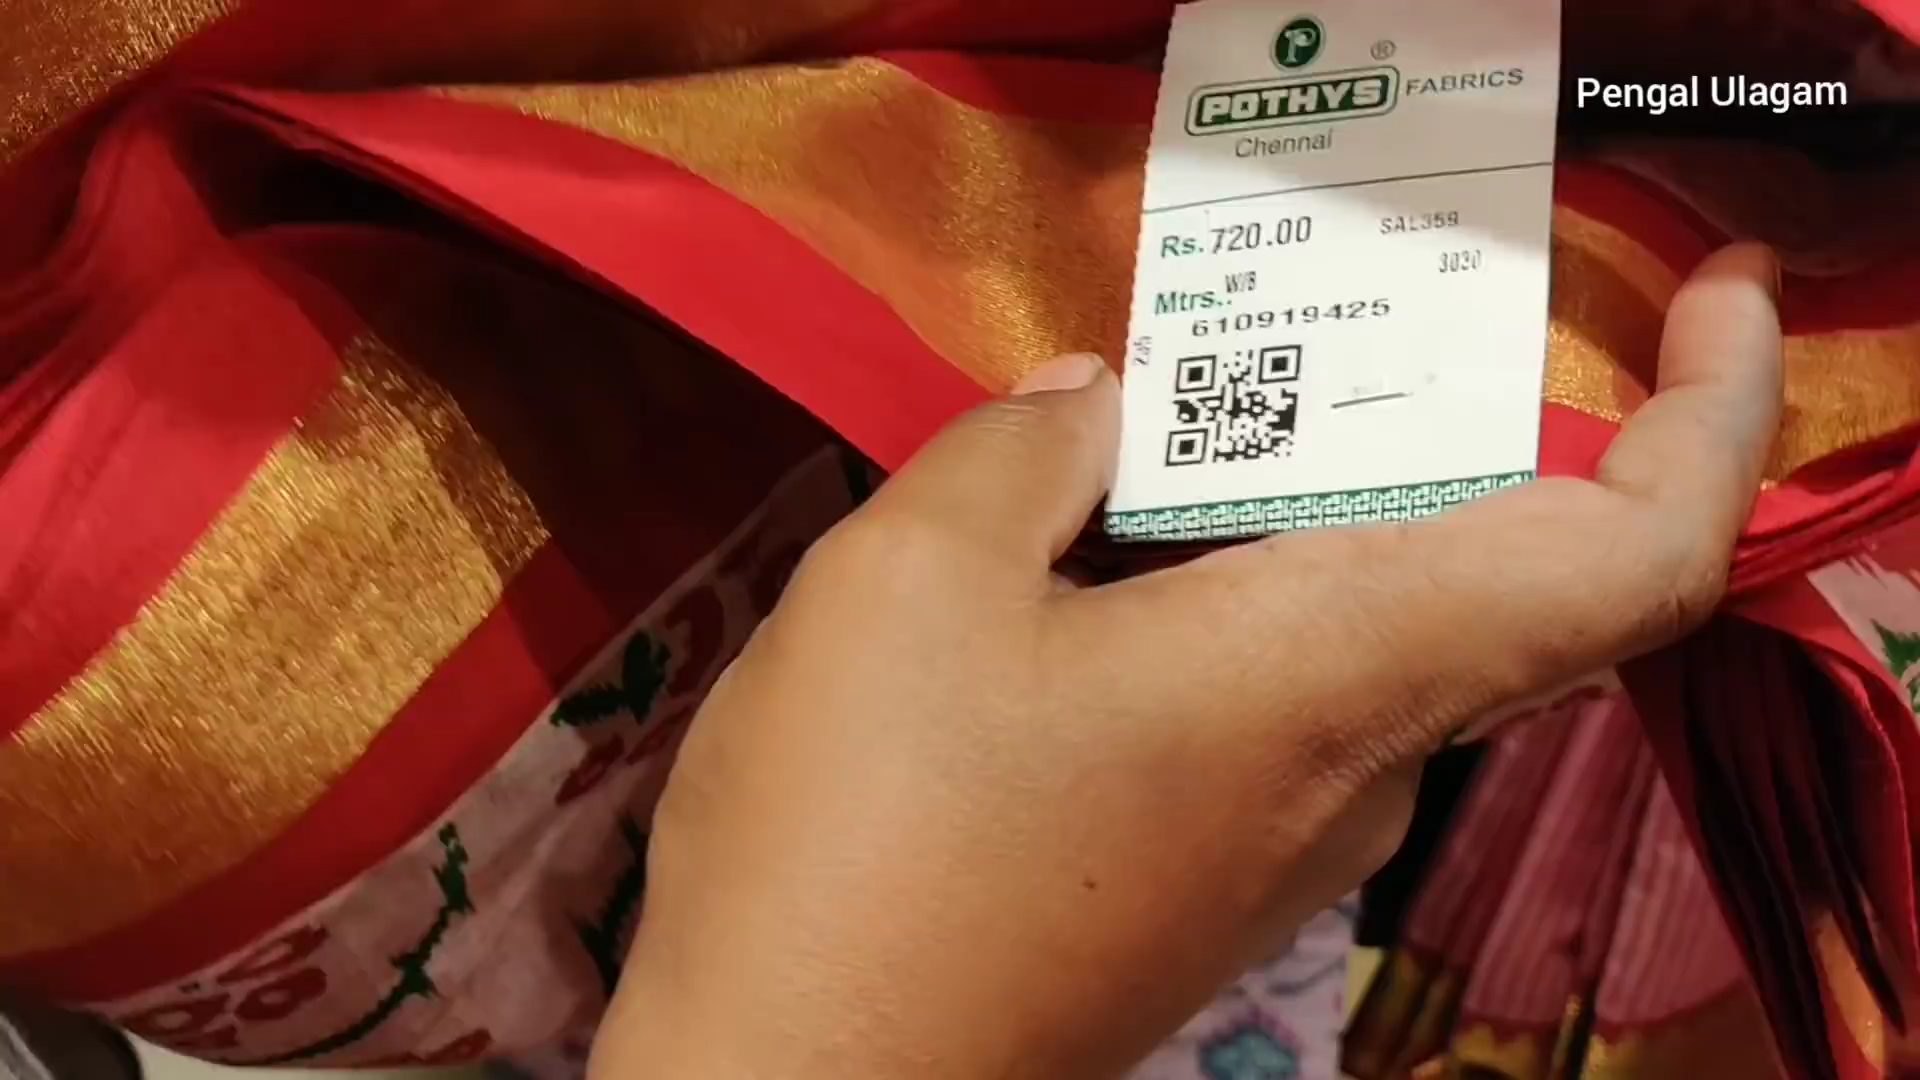 Pengal Ulagam
P
®
POTHYS FABRICS
Chennai
Rs. 720.00 SAL359
3030
W/B
Mtrs..
610919425